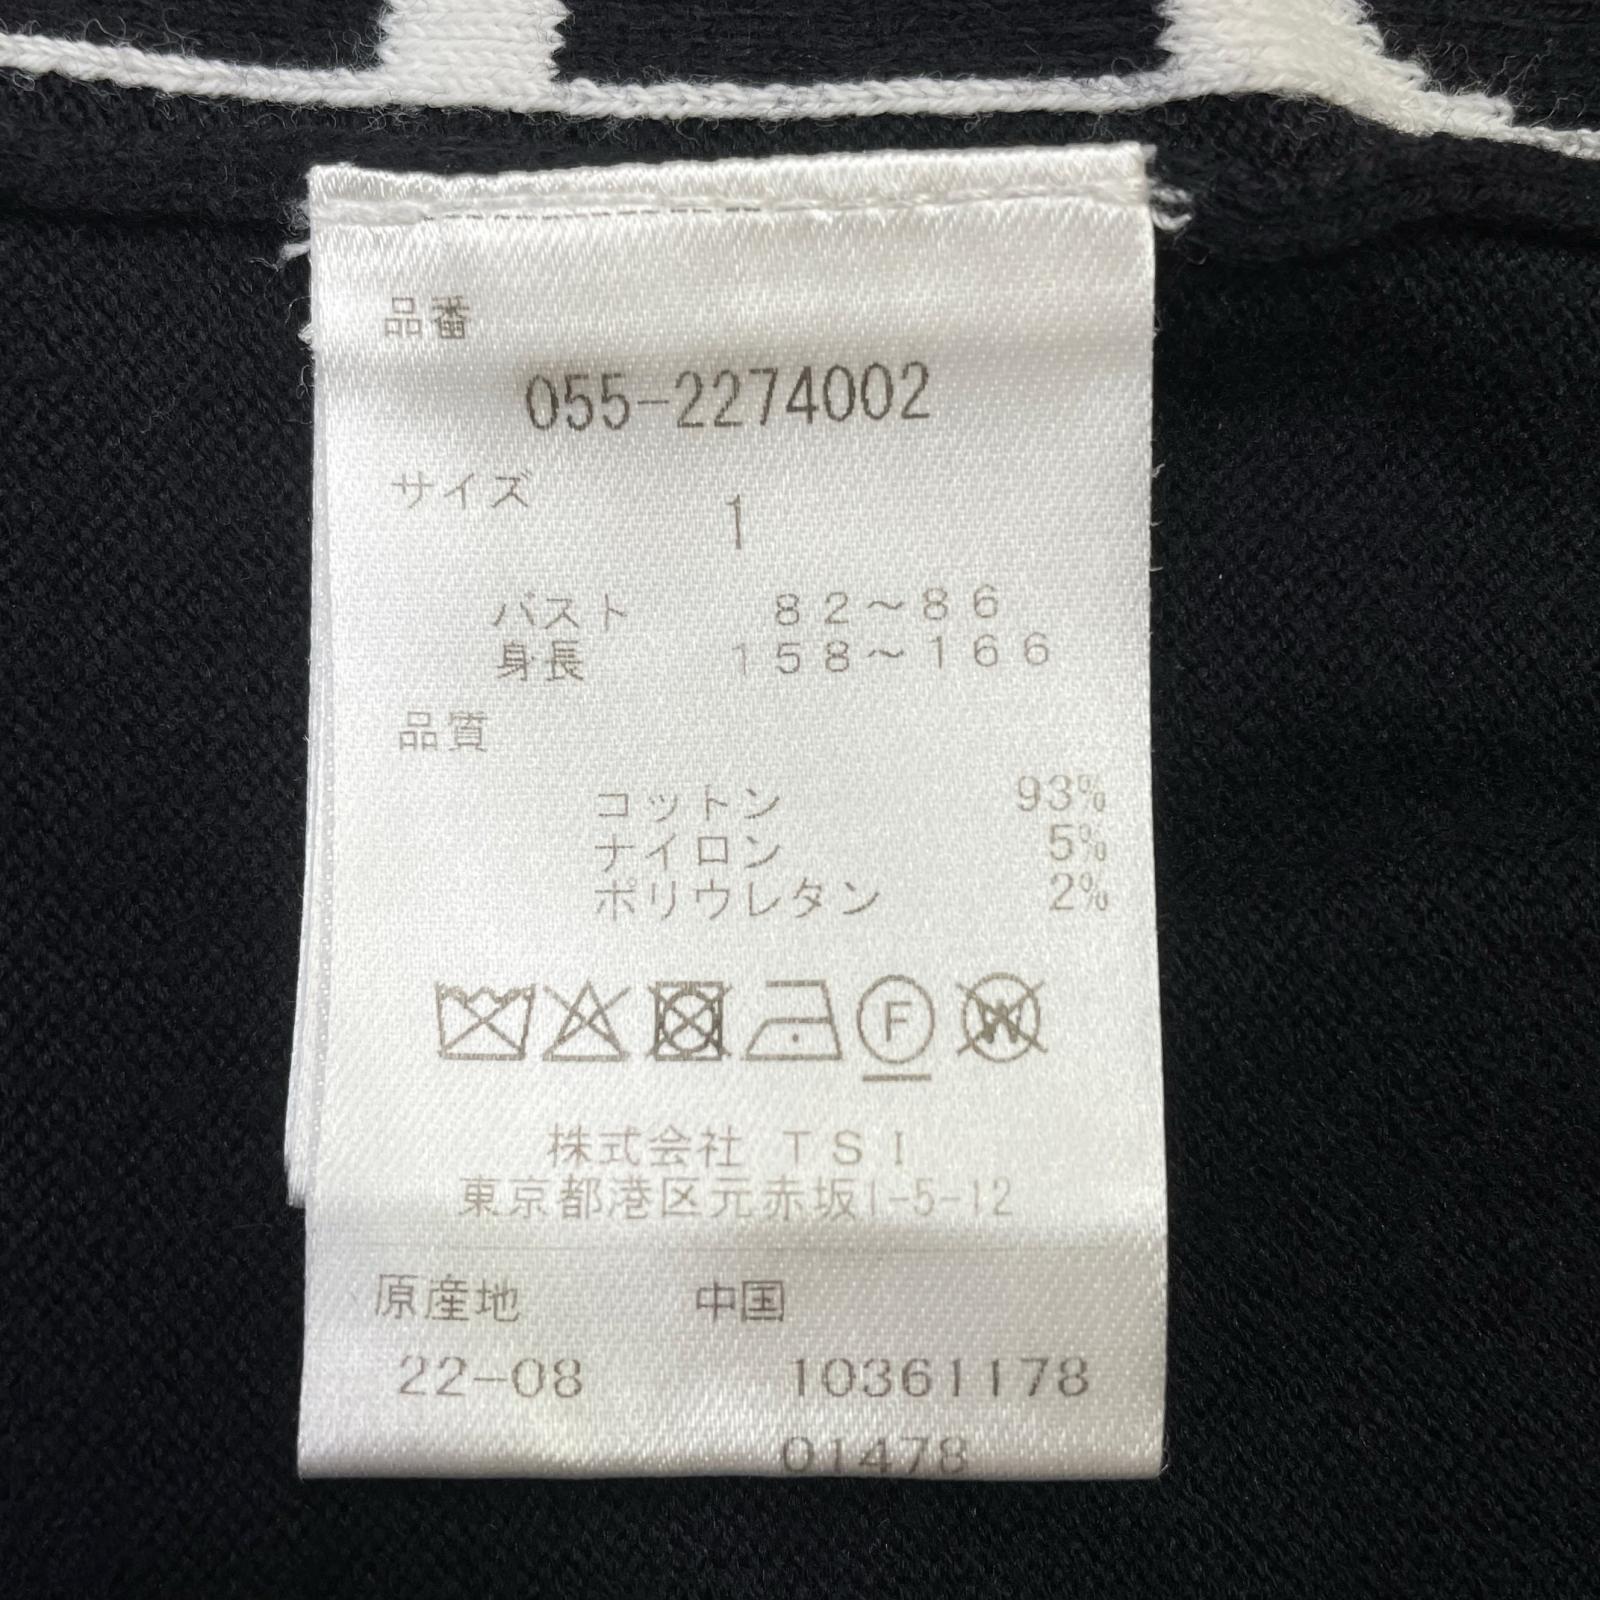 品番
055-2274002
サイズ
1
バスト 82～86
身長 158～166
品質
コットン 93%
ナイロン 5%
ポリウレタン 2%
F W
株式会社 TSI
東京都港区元赤坂1-5-12
原産地 中国
22-08 10361178
01478